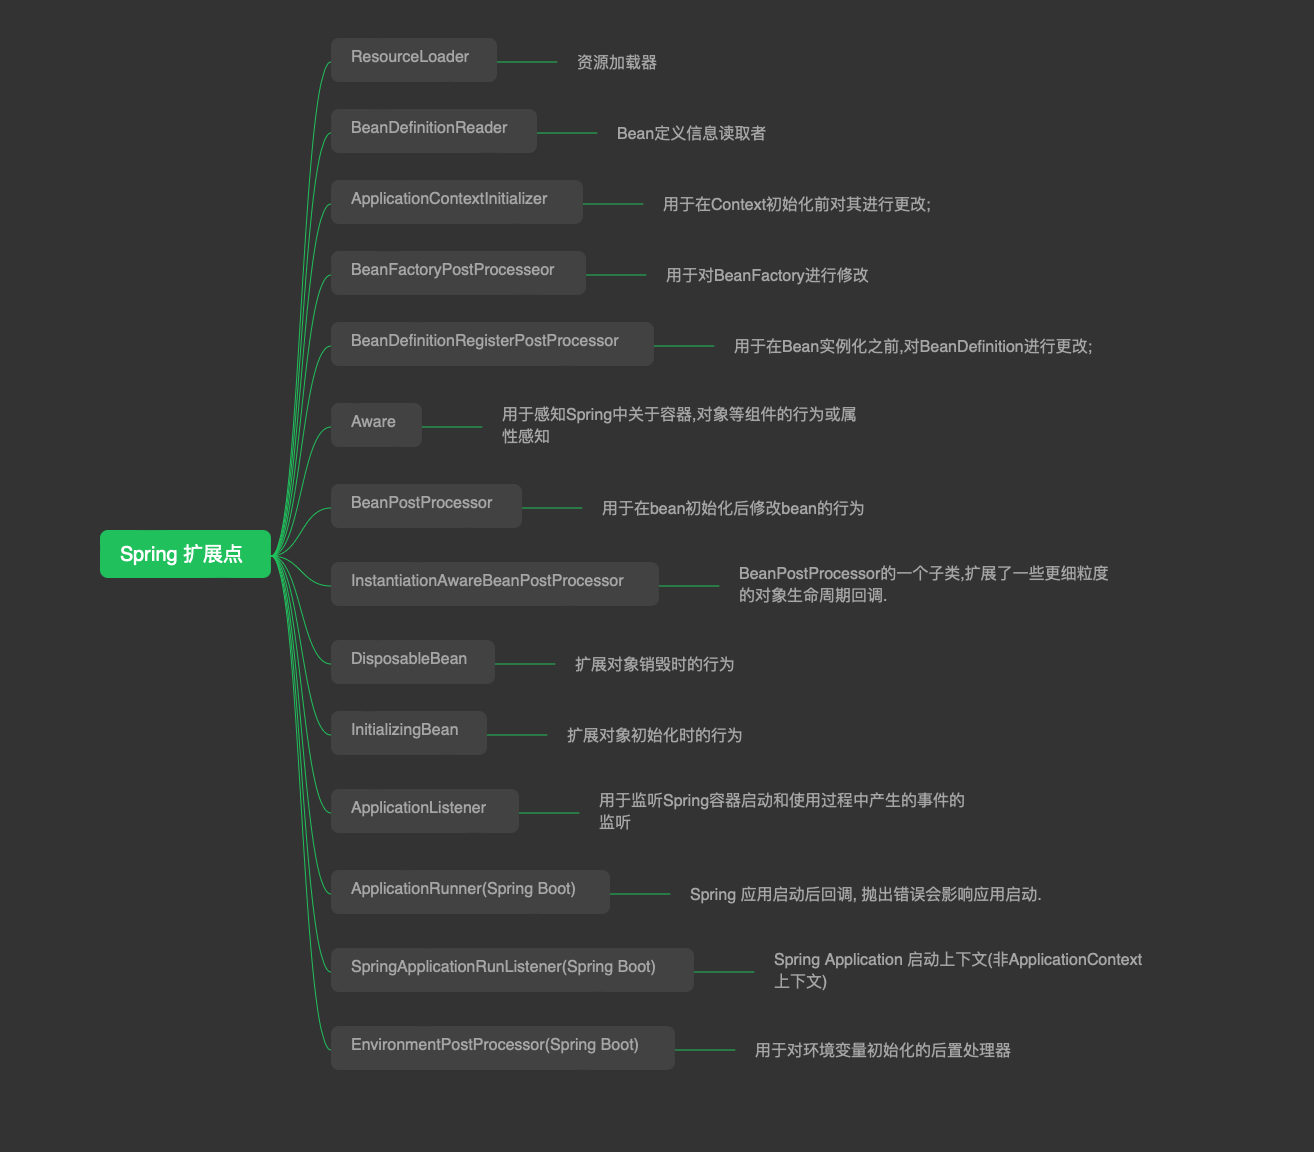 ResourceLoader
资源加载器
BeanDefinitionReader
Bean定义信息读取者
ApplicationContextInitializer
用于在Context初始化前对其进行更改;
BeanFactoryPostProcesseor
用于对BeanFactory进行修改
BeanDefinitionRegisterPostProcessor
用于在Bean实例化之前,对BeanDefinition进行更改;
Aware
用于感知Spring中关于容器,对象等组件的行为或属
性感知
BeanPostProcessor
用于在bean初始化后修改bean的行为
Spring 扩展点
InstantiationAwareBeanPostProcessor
BeanPostProcessor的一个子类,扩展了一些更细粒度
的对象生命周期回调.
DisposableBean
扩展对象销毁时的行为
InitializingBean
扩展对象初始化时的行为
ApplicationListener
用于监听Spring容器启动和使用过程中产生的事件的
监听
ApplicationRunner(Spring Boot)
Spring 应用启动后回调, 抛出错误会影响应用启动.
SpringApplicationRunListener(Spring Boot)
Spring Application 启动上下文(非ApplicationContext
上下文)
EnvironmentPostProcessor(Spring Boot)
用于对环境变量初始化的后置处理器